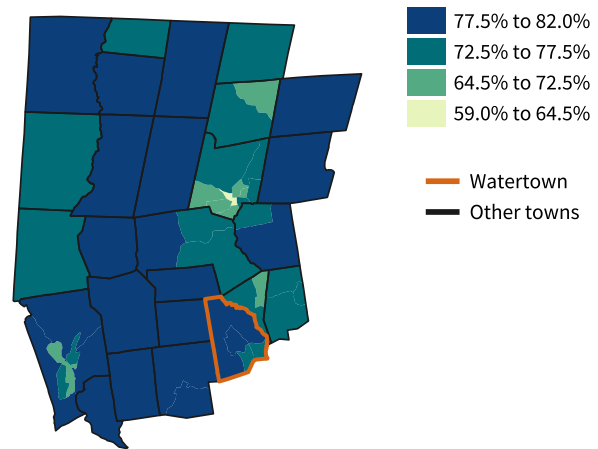 77.5% to 82.0%
72.5% to 77.5%
64.5% to 72.5%
59.0% to 64.5%
Watertown
Other towns